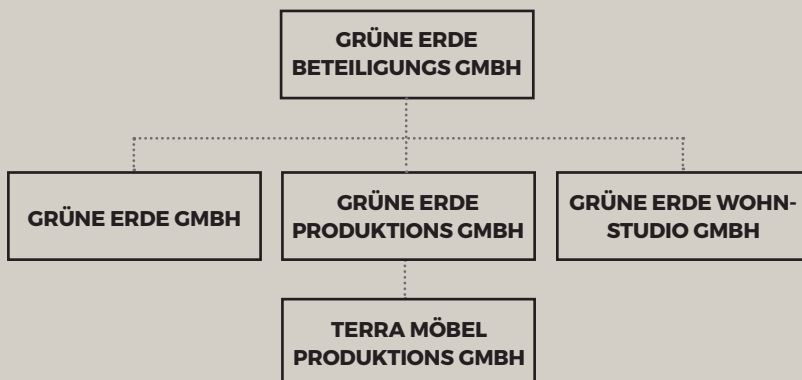 GRÜNE ERDE
BETEILIGUNGS GMBH
GRÜNE ERDE GMBH
GRÜNE ERDE
PRODUKTIONS GMBH
GRÜNE ERDE WOHN-
STUDIO GMBH
TERRA MÖBEL
PRODUKTIONS GMBH